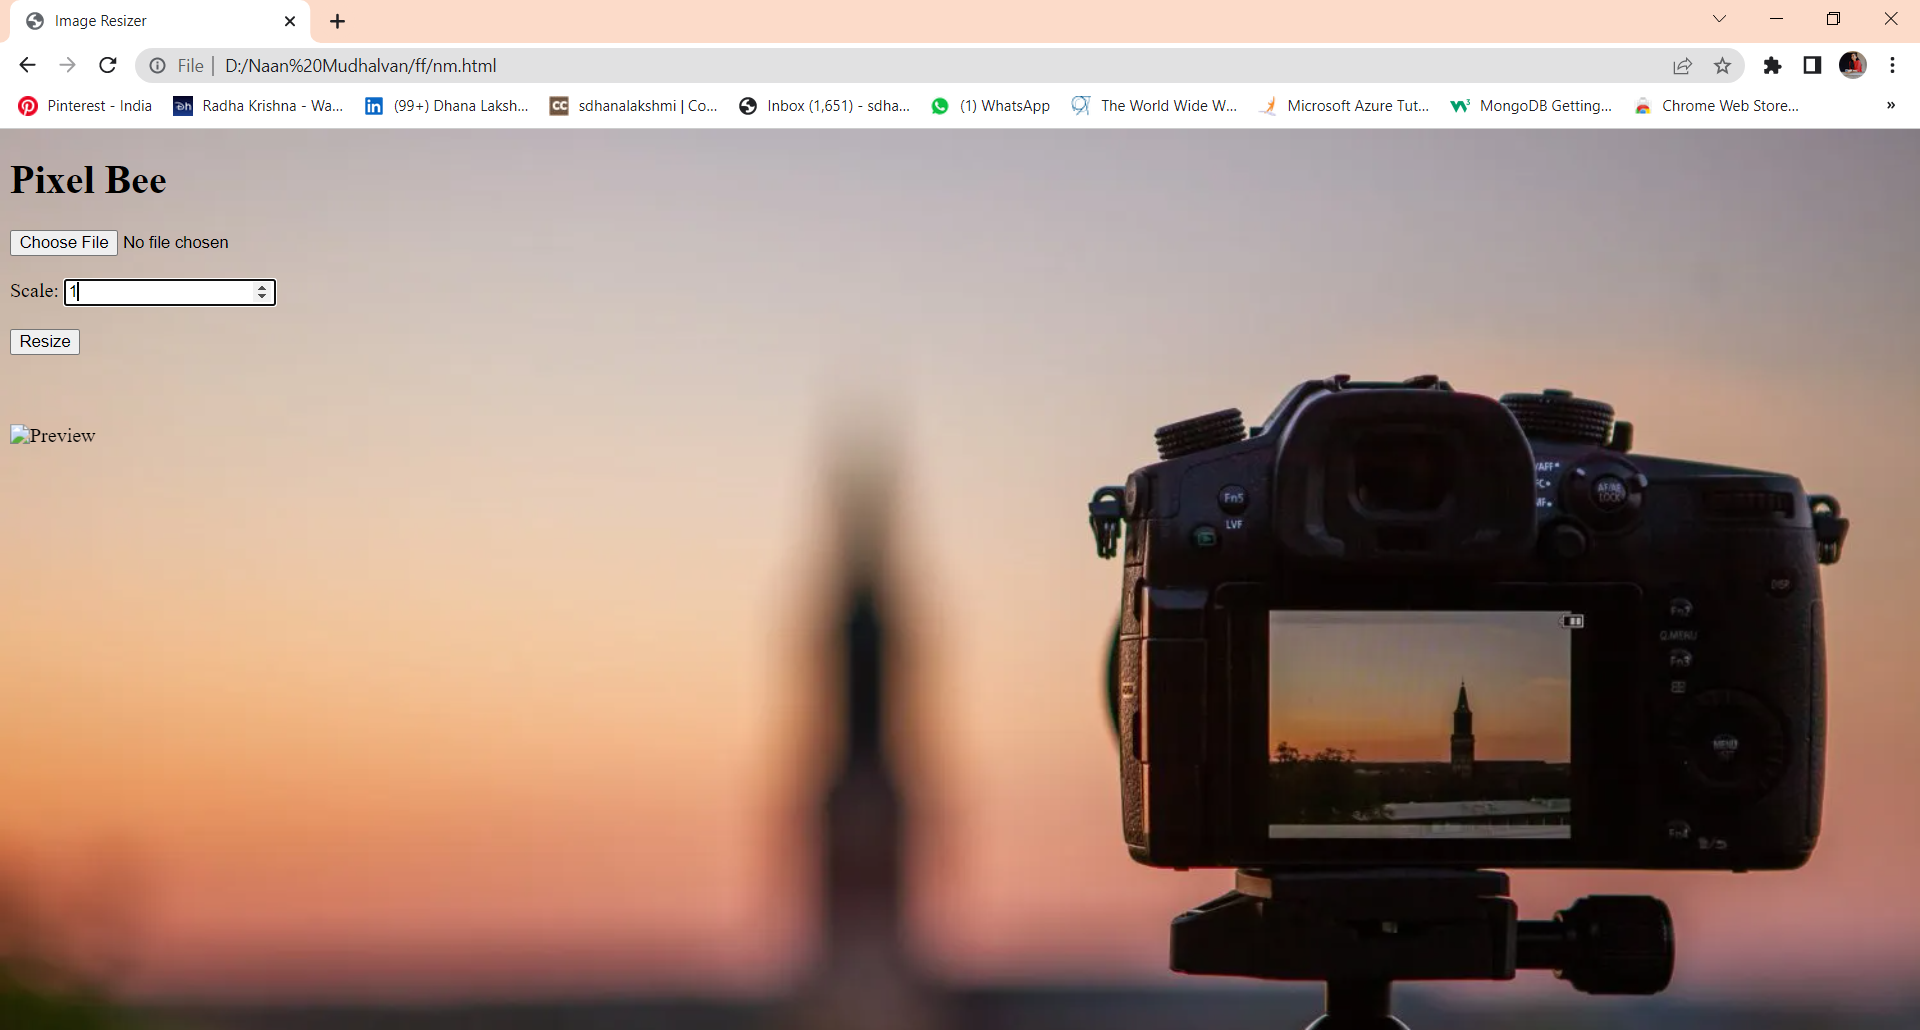 Image Resizer
File | D:/Naan%20Mudhalvan/ff/nm.html
Pinterest - India
Radha Krishna - Wa...
(99+) Dhana Laksh...
sdhanalakshmi | Co...
Inbox (1,651) - sdha...
(1) WhatsApp
The World Wide W...
Microsoft Azure Tut...
MongoDB Getting...
Chrome Web Store...
»
Pixel Bee
Choose File No file chosen
Scale: 1
Resize
Preview
/AFF
AF/AE
LOCK
Fn5
LVF
DISP
Fn2
Q.MENU
Fn3
MENU
Fn4